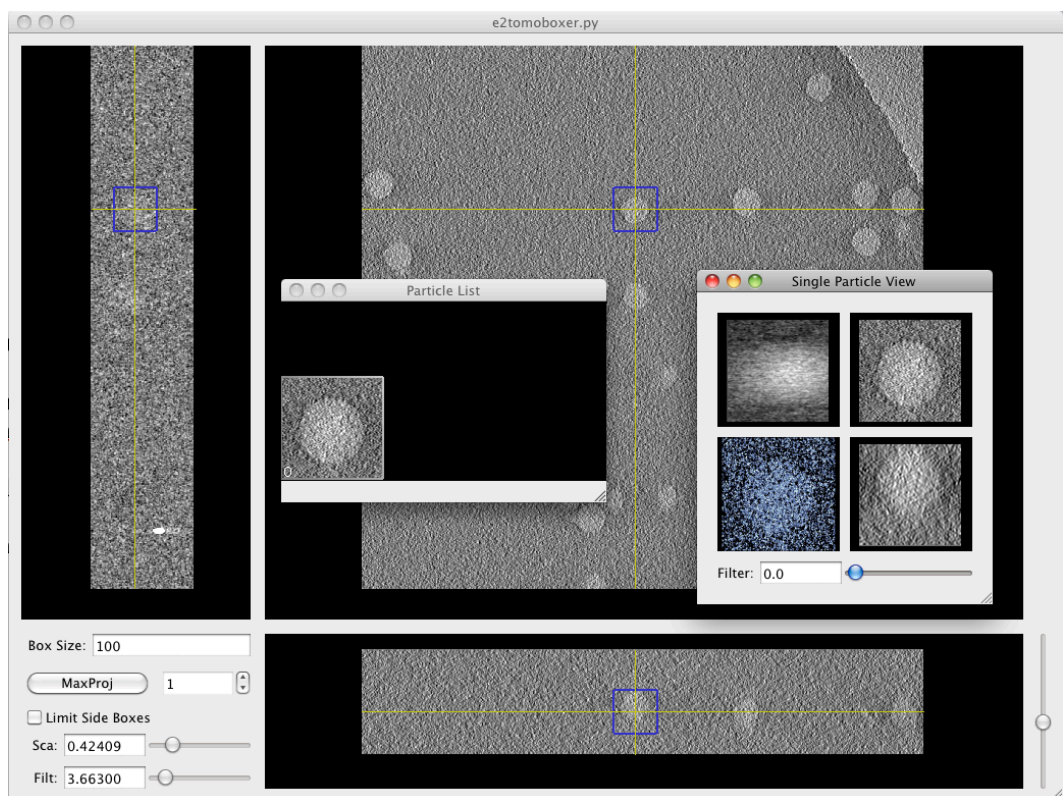 e2tomoboxer.py
Particle List
0
Single Particle View
Filter: 0.0
Box Size: 100
MaxProj 1
Limit Side Boxes
Sca: 0.42409
Filt: 3.66300